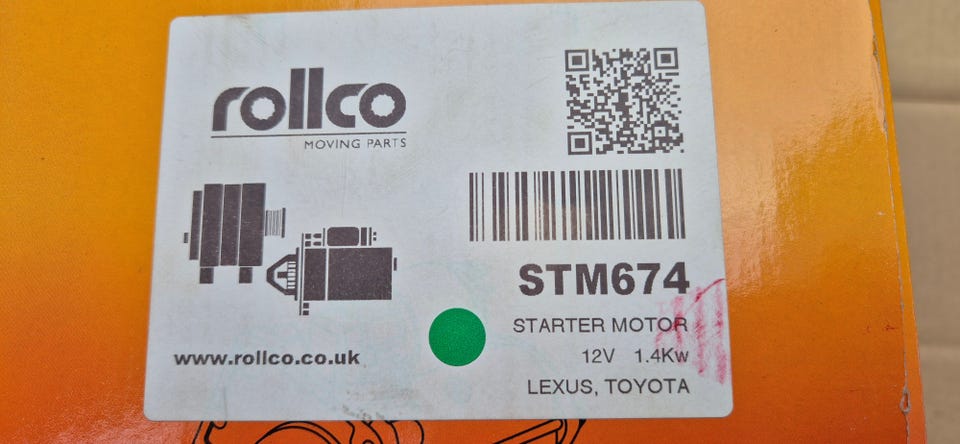 rollco
MOVING PARTS
www.rollco.co.uk
STM674
STARTER MOTOR
12V 1.4Kw
LEXUS, TOYOTA